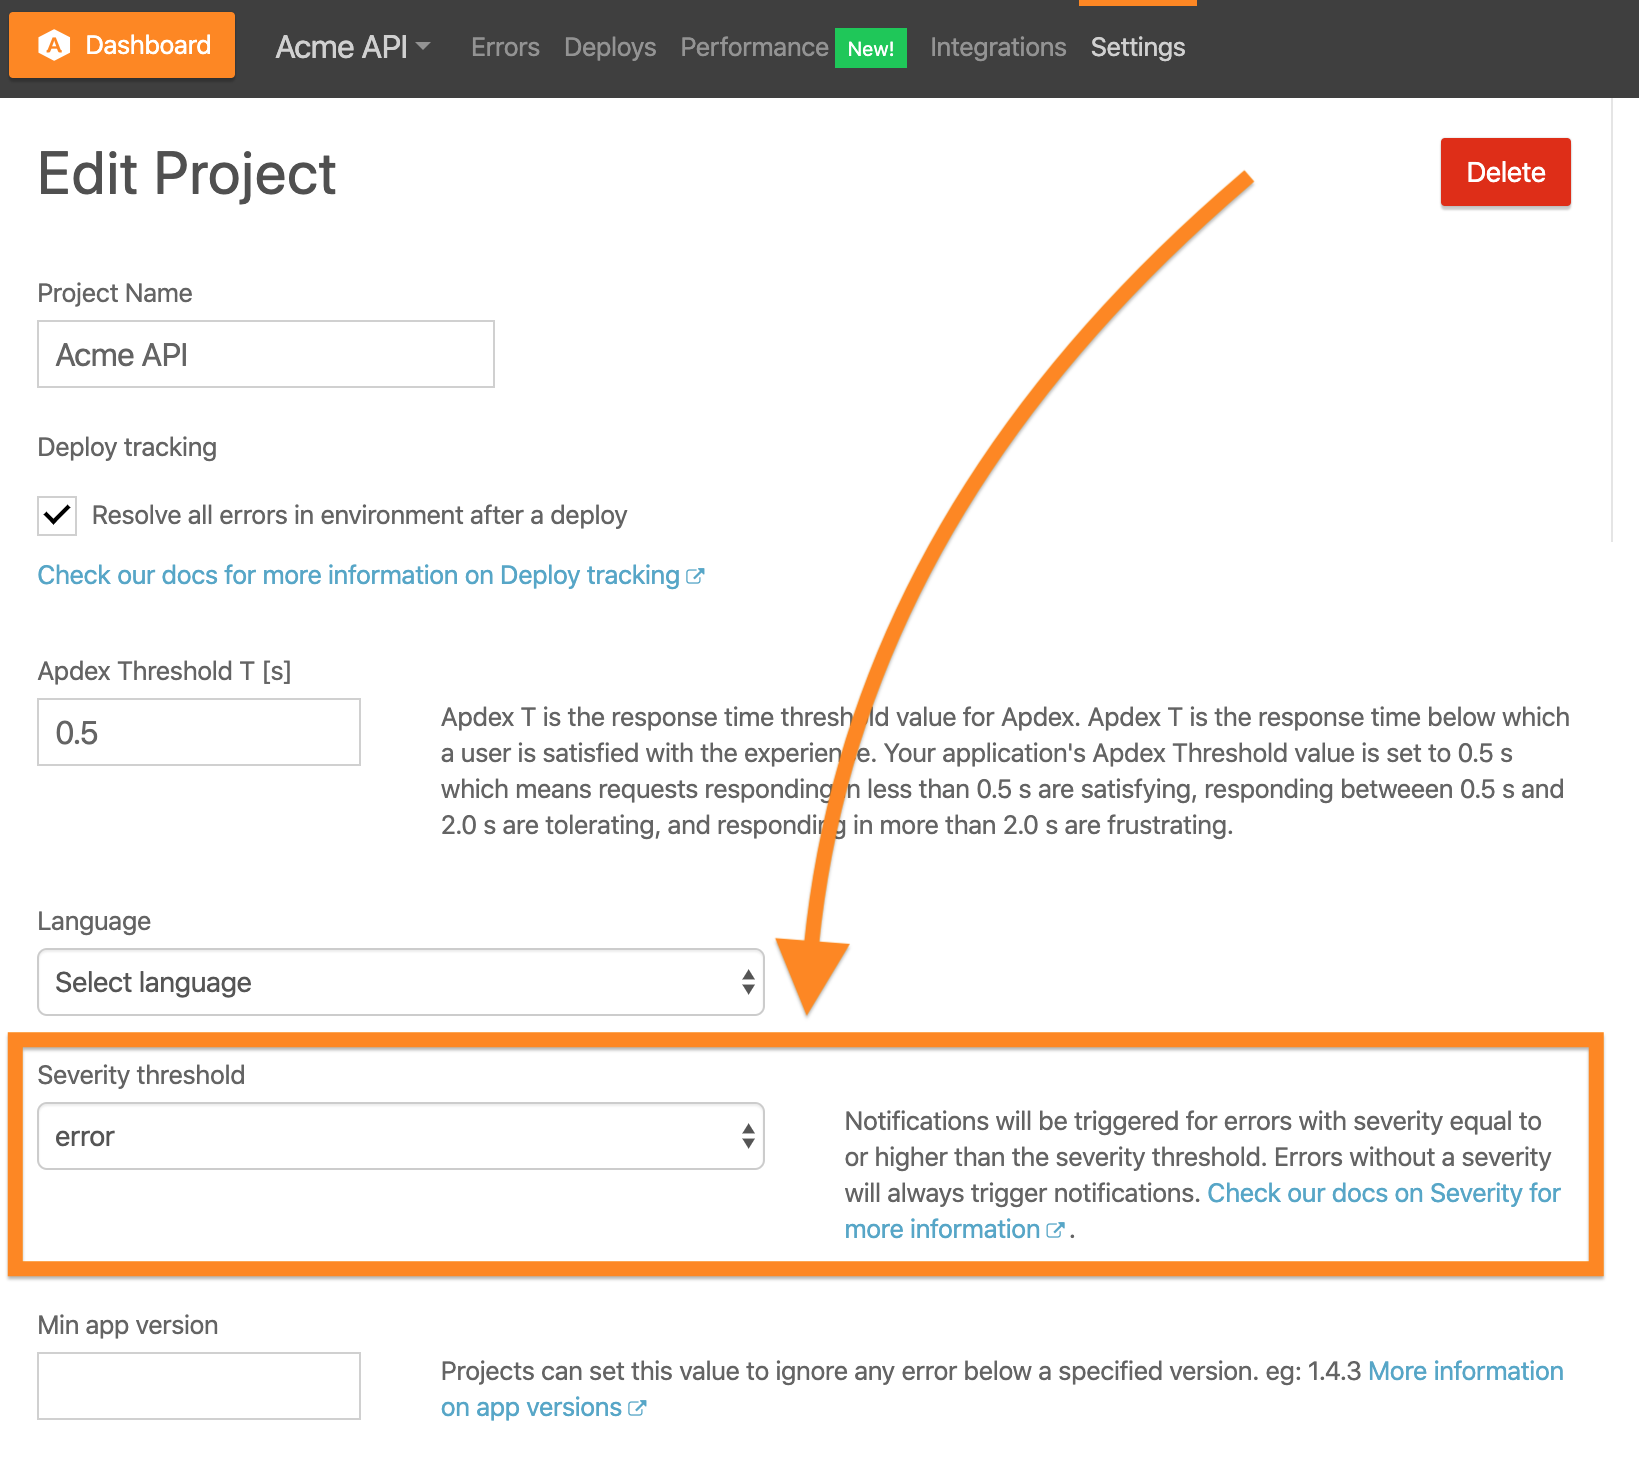 Dashboard Acme API Errors Deploys Performance New! Integrations Settings
Edit Project
Delete
Project Name
Acme API
Deploy tracking
Resolve all errors in environment after a deploy
Check our docs for more information on Deploy tracking
Apdex Threshold T [s]
0.5
Apdex T is the response time threshold value for Apdex. Apdex T is the response time below which
a user is satisfied with the experience. Your application's Apdex Threshold value is set to 0.5 s
which means requests responding in less than 0.5 s are satisfying, responding betweeen 0.5 s and
2.0 s are tolerating, and responding in more than 2.0 s are frustrating.
Language
Select language
Severity threshold
error
Notifications will be triggered for errors with severity equal to
or higher than the severity threshold. Errors without a severity
will always trigger notifications. Check our docs on Severity for
more information .
Min app version
Projects can set this value to ignore any error below a specified version. eg: 1.4.3 More information
on app versions